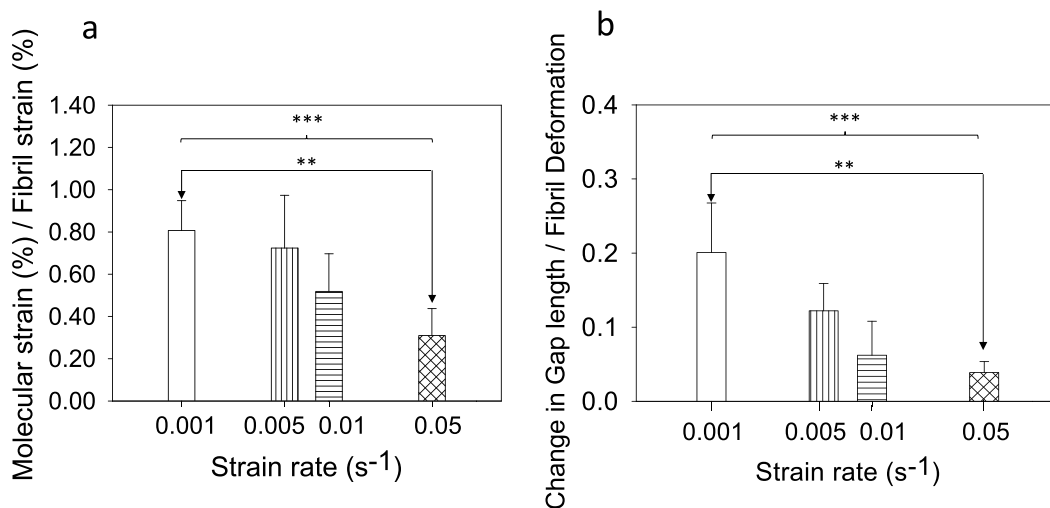 a
Molecular strain (%) / Fibril strain (%)
1.40
1.20
1.00
0.80
0.60
0.40
0.20
0.00
***
**
0.001 0.005 0.01 0.05
Strain rate (s-1)
b
Change in Gap length / Fibril Deformation
0.4
0.3
0.2
0.1
0.0
***
**
0.001 0.005 0.01 0.05
Strain rate (s-1)